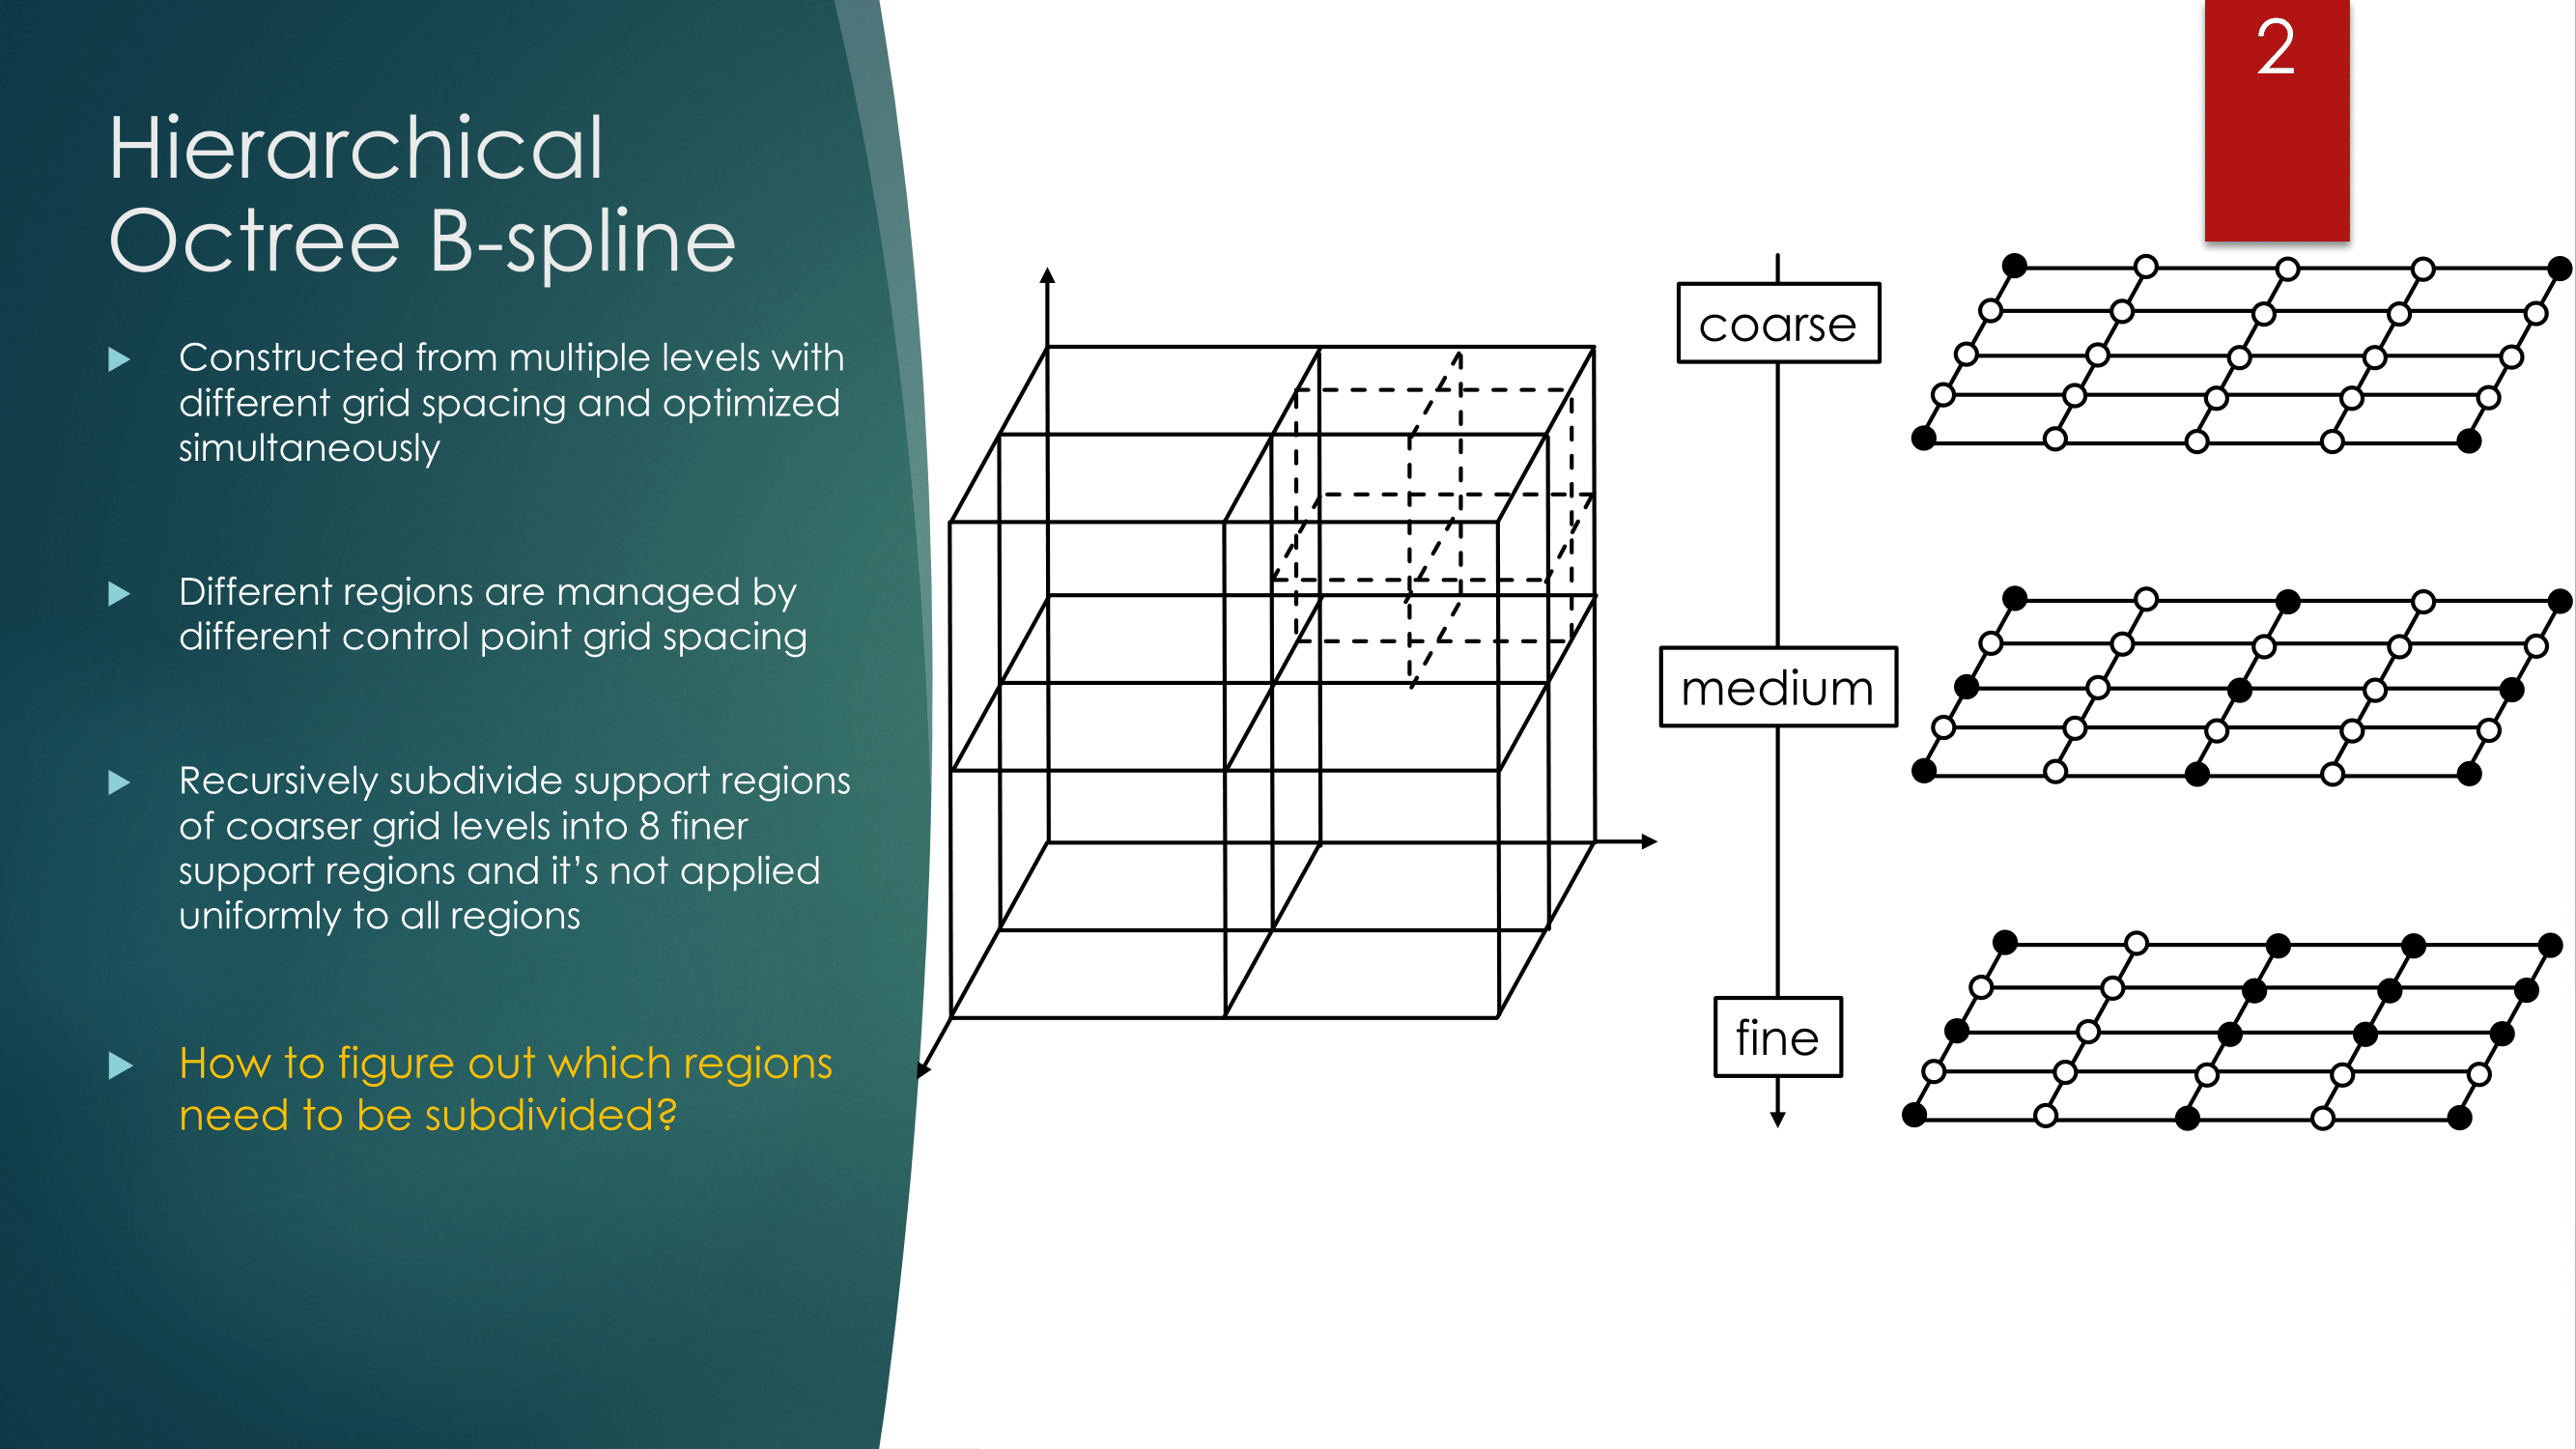 2
Hierarchical
Octree B-spline
Constructed from multiple levels with
different grid spacing and optimized
simultaneously
Different regions are managed by
different control point grid spacing
Recursively subdivide support regions
of coarser grid levels into 8 finer
support regions and it’s not applied
uniformly to all regions
How to figure out which regions
need to be subdivided?
coarse
medium
fine